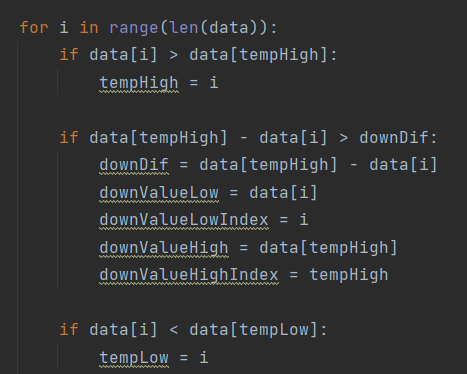 for i in range(len(data)):
    if data[i] > data[tempHigh]:
        tempHigh = i

    if data[tempHigh] - data[i] > downDif:
        downDif = data[tempHigh] - data[i]
        downValueLow = data[i]
        downValueLowIndex = i
        downValueHigh = data[tempHigh]
        downValueHighIndex = tempHigh

    if data[i] < data[tempLow]:
        tempLow = i